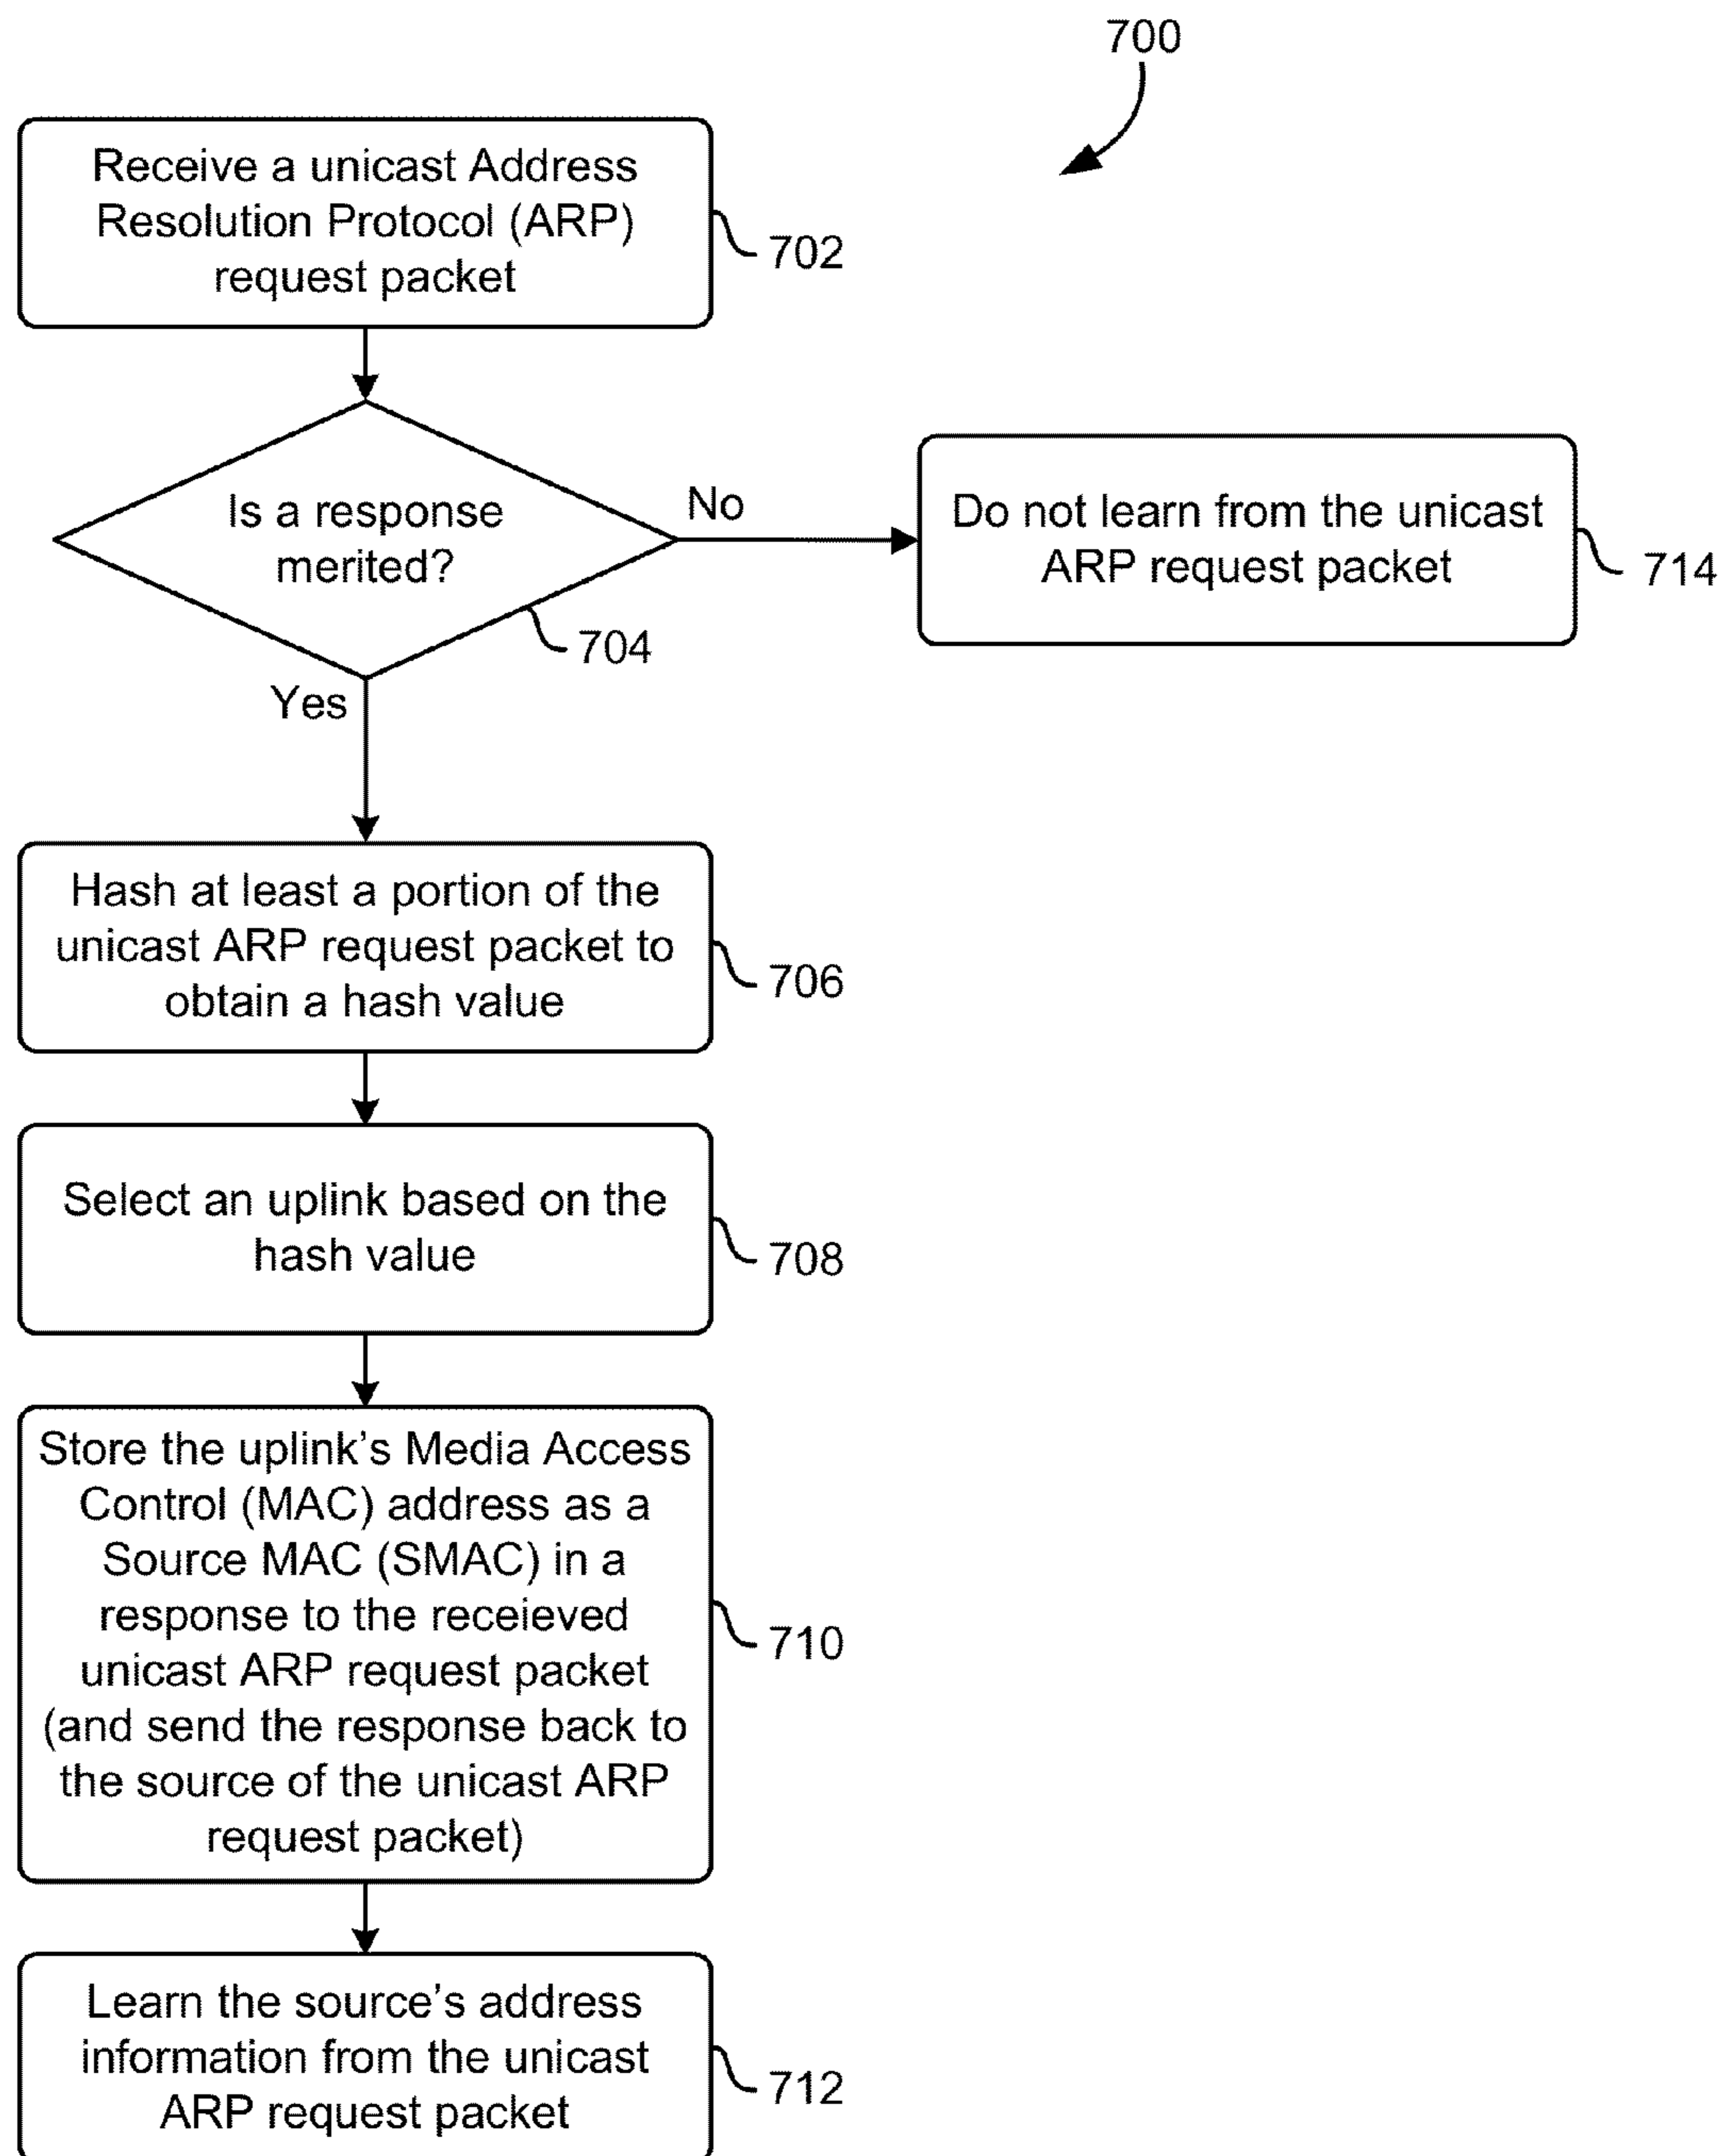 700
Receive a unicast Address
Resolution Protocol (ARP)
request packet
702
Is a response
merited?
704
No
Do not learn from the unicast
ARP request packet
714
Yes
Hash at least a portion of the
unicast ARP request packet to
obtain a hash value
706
Select an uplink based on the
hash value
708
Store the uplink's Media Access
Control (MAC) address as a
Source MAC (SMAC) in a
response to the receieved
unicast ARP request packet
(and send the response back to
the source of the unicast ARP
request packet)
710
Learn the source's address
information from the unicast
ARP request packet
712